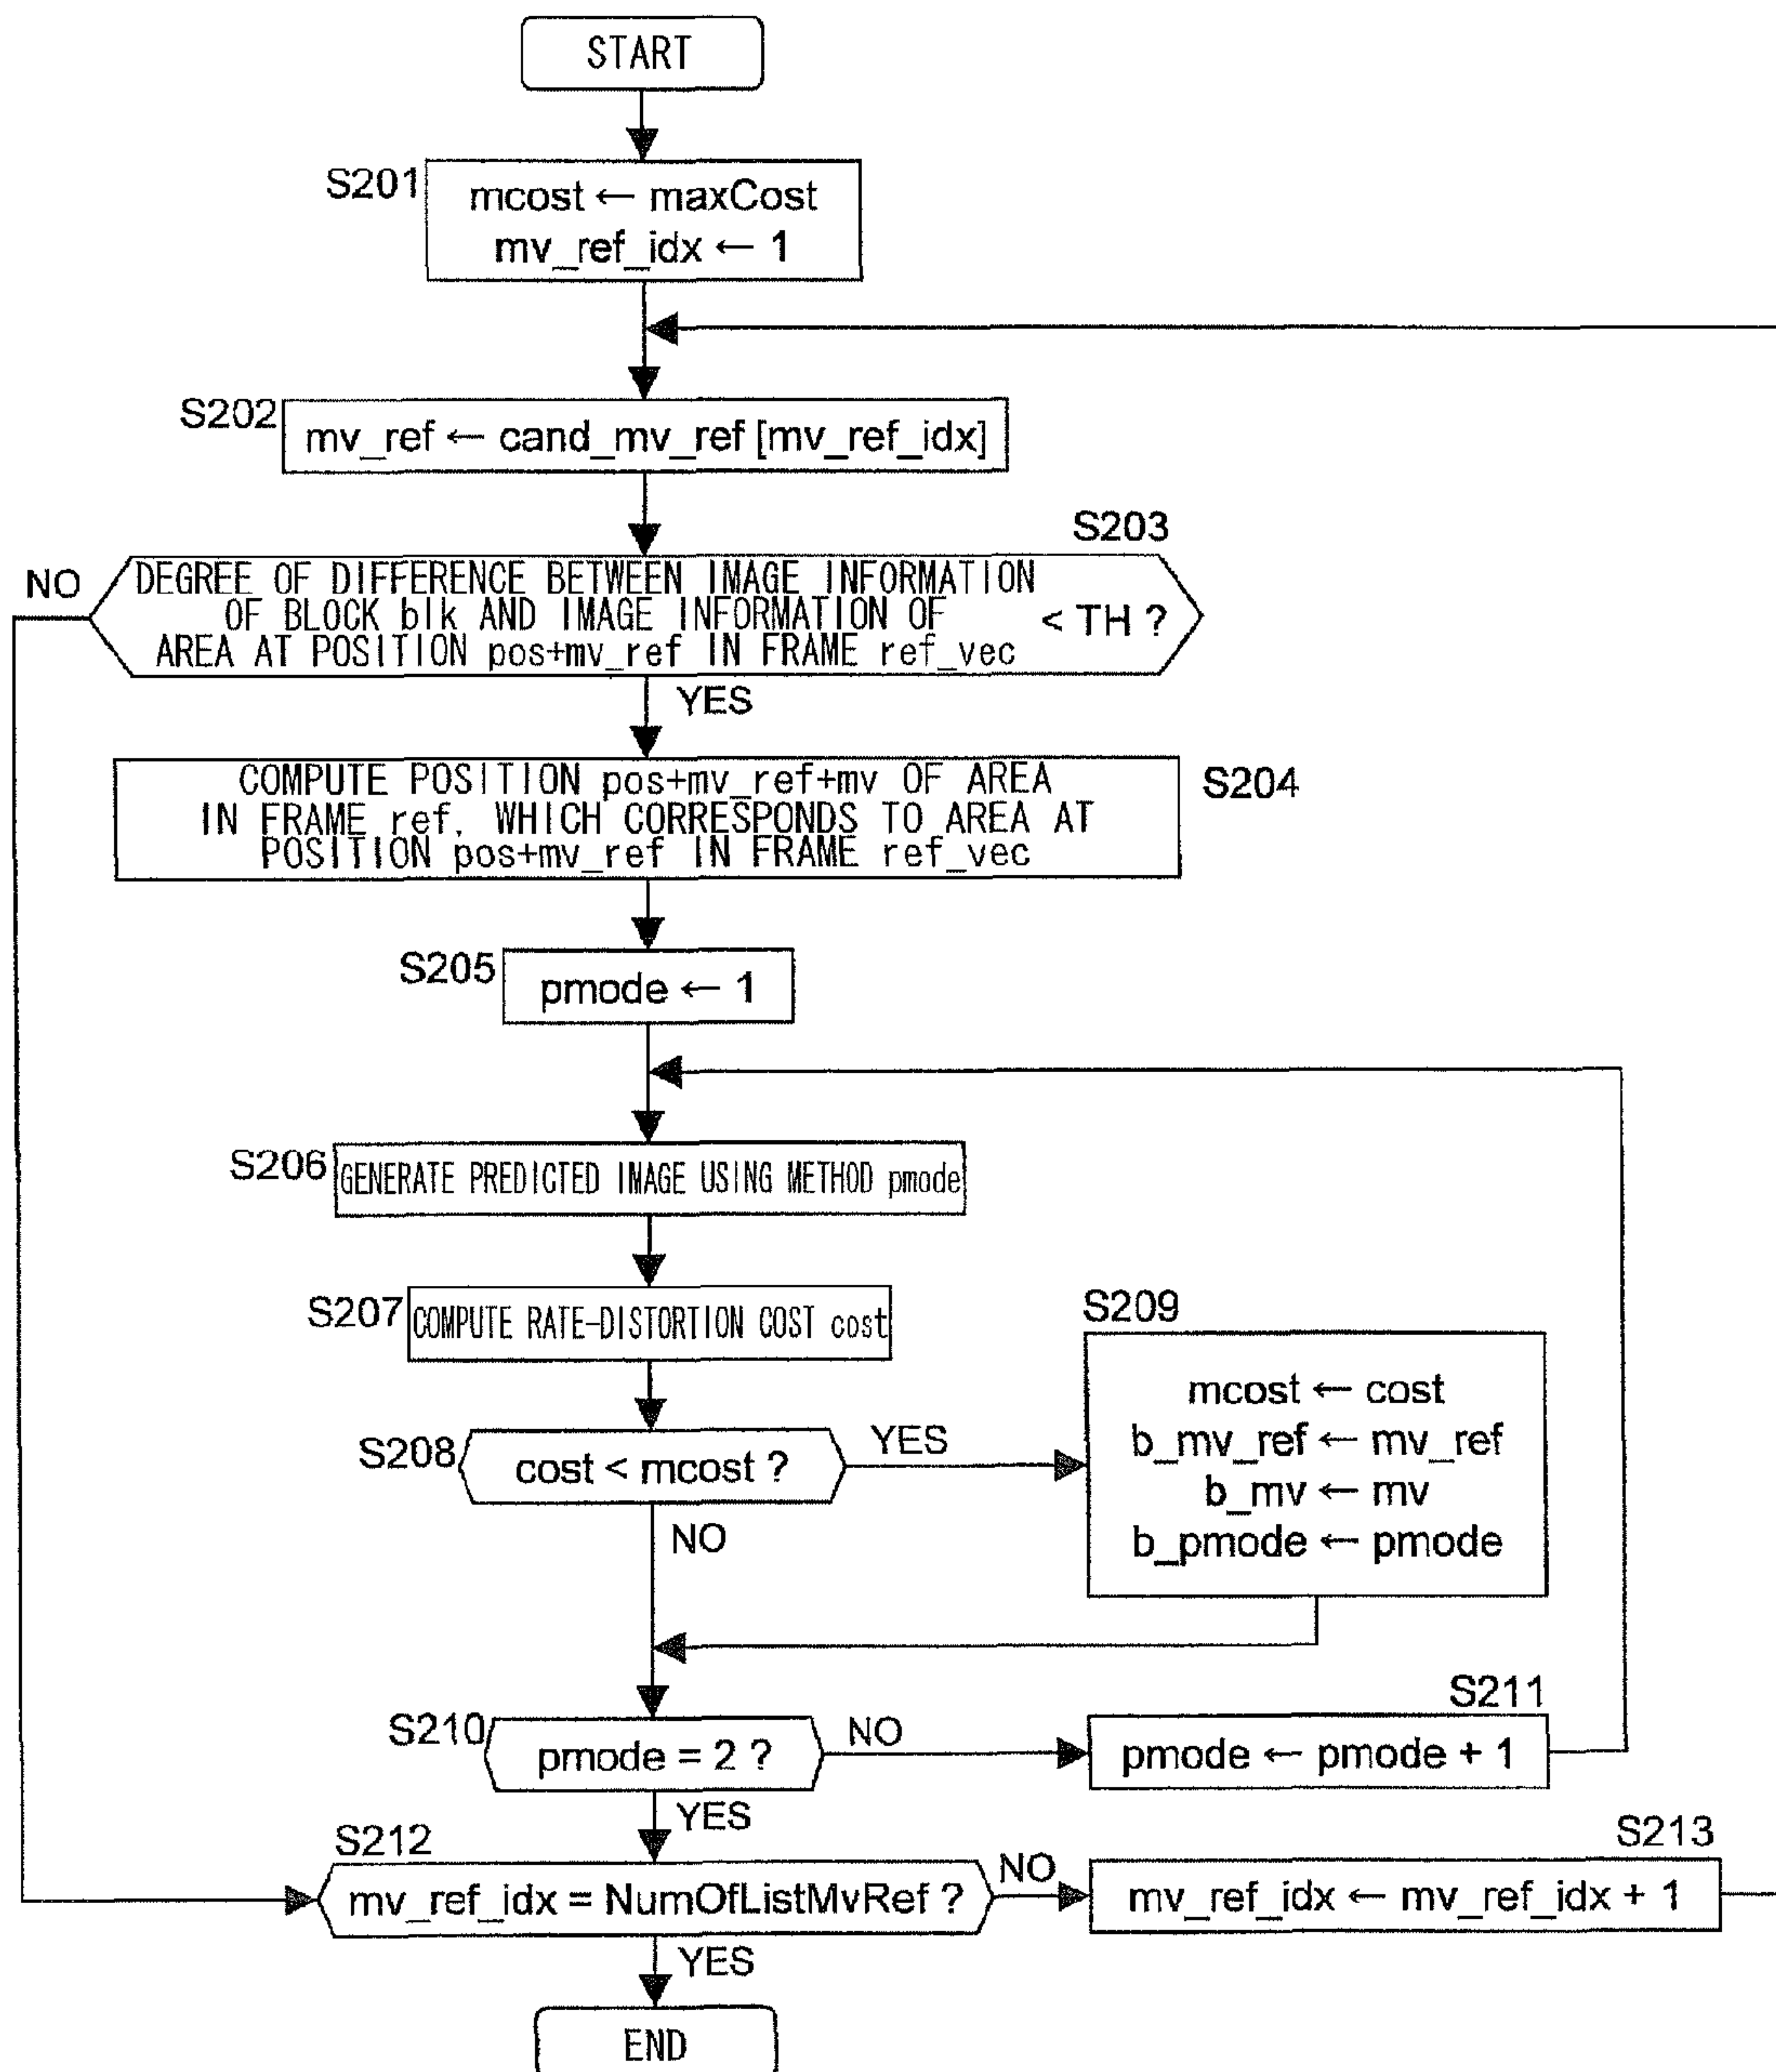 START
S201
mcost ← maxCost
mv_ref_idx ← 1
S202
mv_ref ← cand_mv_ref [mv_ref_idx]
S203
NO
DEGREE OF DIFFERENCE BETWEEN IMAGE INFORMATION
OF BLOCK blk AND IMAGE INFORMATION OF
AREA AT POSITION pos+mv_ref IN FRAME ref_vec
< TH ?
YES
COMPUTE POSITION pos+mv_ref+mv OF AREA
IN FRAME ref, WHICH CORRESPONDS TO AREA AT
POSITION pos+mv_ref IN FRAME ref_vec
S204
S205
pmode ← 1
S206
GENERATE PREDICTED IMAGE USING METHOD pmode
S207
COMPUTE RATE-DISTORTION COST cost
S208
cost < mcost ?
YES
NO
S209
mcost ← cost
b_mv_ref ← mv_ref
b_mv ← mv
b_pmode ← pmode
S210
pmode = 2 ?
NO
S211
pmode ← pmode + 1
YES
S212
mv_ref_idx = NumOfListMvRef ?
NO
S213
mv_ref_idx ← mv_ref_idx + 1
YES
END